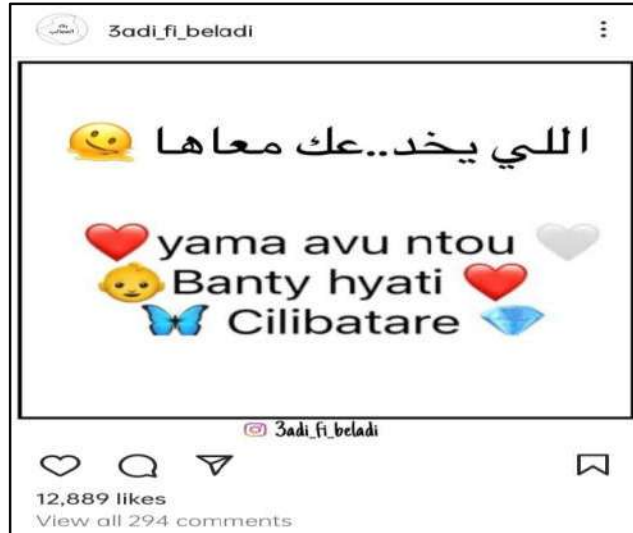 3adi_fi_beladi
اللي يخد..عك معاها 🫠
❤️yama avu ntou 🤍
👶Banty hyati ❤️
🦋 Cilibatare 💎
3adi_fi_beladi
12,889 likes
View all 294 comments